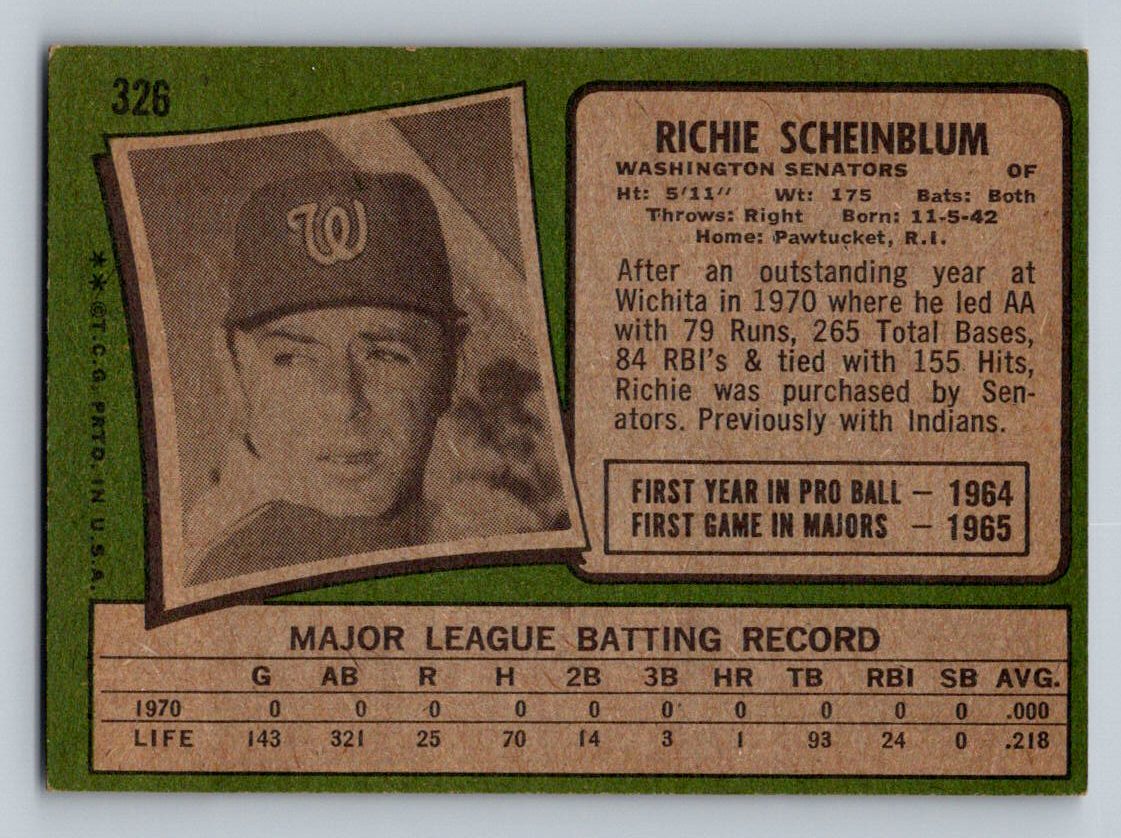 326
W
**©T.C.G. PRTD. IN U.S.A.
RICHIE SCHEINBLUM
WASHINGTON SENATORS OF
Ht: 5'11" Wt: 175 Bats: Both
Throws: Right Born: 11-5-42
Home: Pawtucket, R.I.
After an outstanding year at
Wichita in 1970 where he led AA
with 79 Runs, 265 Total Bases,
84 RBI's & tied with 155 Hits,
Richie was purchased by Sen-
ators. Previously with Indians.
FIRST YEAR IN PRO BALL — 1964
FIRST GAME IN MAJORS — 1965
MAJOR LEAGUE BATTING RECORD
G AB R H 2B 3B HR TB RBI SB AVG.
1970 0 0 0 0 0 0 0 0 0 0 .000
LIFE 143 321 25 70 14 3 1 93 24 0 .218